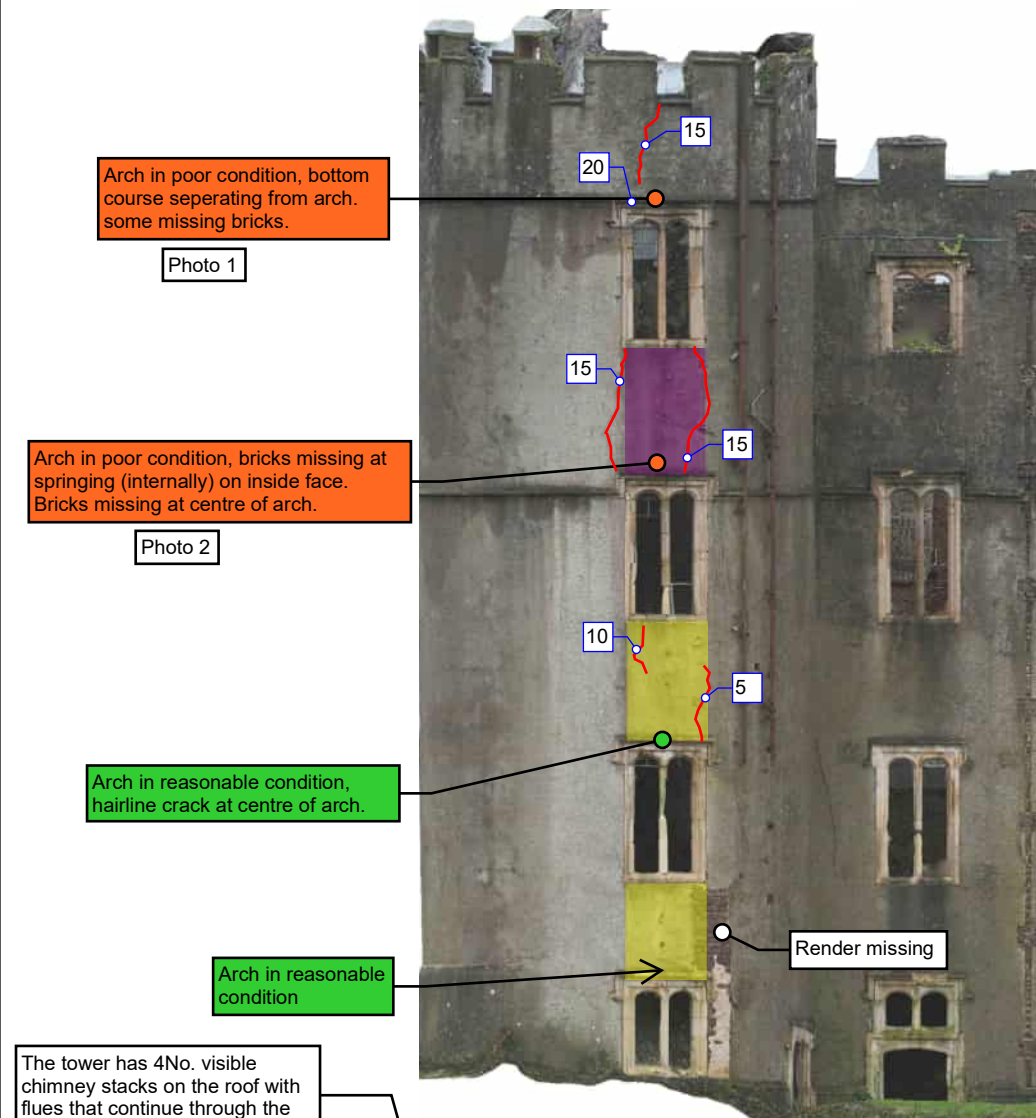 15
20
Arch in poor condition, bottom
course seperating from arch.
some missing bricks.
Photo 1
15
15
Arch in poor condition, bricks missing at
springing (internally) on inside face.
Bricks missing at centre of arch.
Photo 2
10
5
Arch in reasonable condition,
hairline crack at centre of arch.
Render missing
Arch in reasonable
condition
The tower has 4No. visible
chimney stacks on the roof with
flues that continue through the